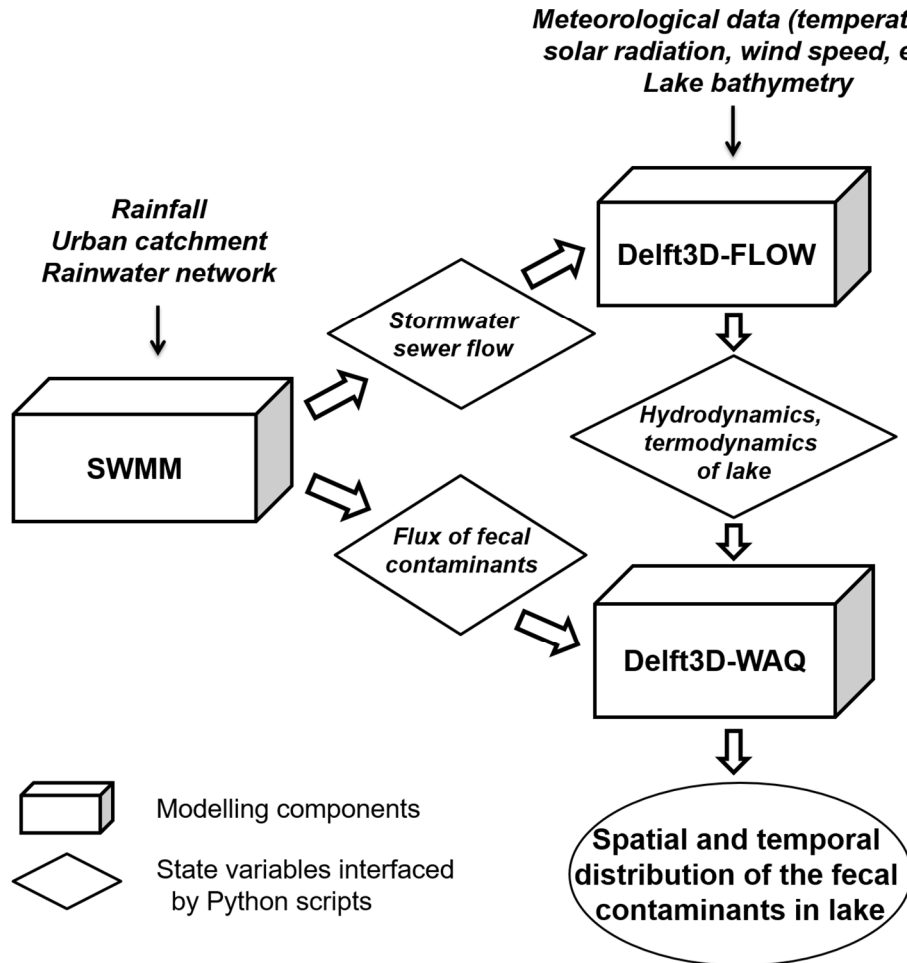 Meteorological data (temperat
solar radiation, wind speed, e
Lake bathymetry
Rainfall
Urban catchment
Rainwater network
Delft3D-FLOW
Stormwater
sewer flow
Hydrodynamics,
termodynamics
of lake
SWMM
Flux of fecal
contaminants
Delft3D-WAQ
Modelling components
State variables interfaced
by Python scripts
Spatial and temporal
distribution of the fecal
contaminants in lake